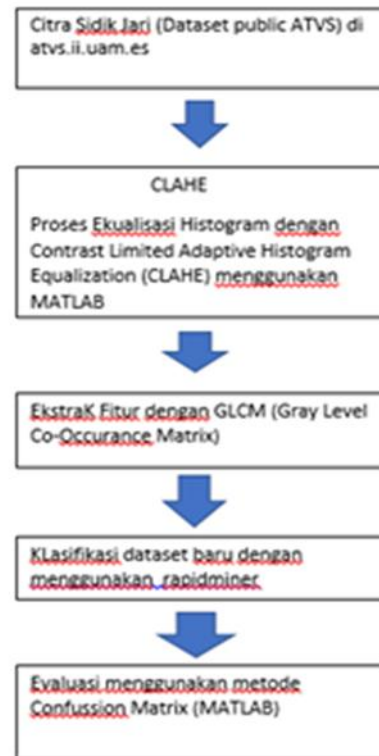 Citra Sidik Jari (Dataset public ATVS) di
atvs.ii.uam.es
CLAHE
Proses Ekualisasi Histogram dengan
Contrast Limited Adaptive Histogram
Equalization (CLAHE) menggunakan
MATLAB
EkstraK Fitur dengan GLCM (Gray Level
Co-Occurance Matrix)
KLasifikasi dataset baru dengan
menggunakan rapidminer
Evaluasi menggunakan metode
Confussion Matrix (MATLAB)